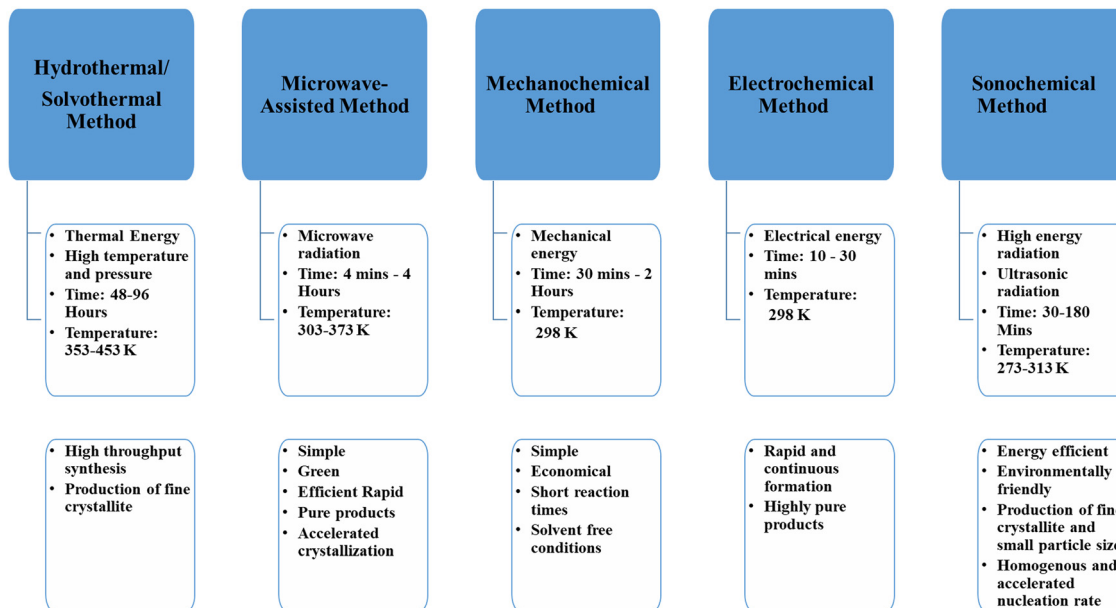 Hydrothermal/
Solvothermal
Method
Microwave-
Assisted Method
Mechanochemical
Method
Electrochemical
Method
Sonochemical
Method
• Thermal Energy
• High temperature
and pressure
• Time: 48-96
Hours
• Temperature:
353-453 K
• Microwave
radiation
• Time: 4 mins - 4
Hours
• Temperature:
303-373 K
• Mechanical
energy
• Time: 30 mins - 2
Hours
• Temperature:
298 K
• Electrical energy
• Time: 10 - 30
mins
• Temperature:
298 K
• High energy
radiation
• Ultrasonic
radiation
• Time: 30-180
Mins
• Temperature:
273-313 K
• High throughput
synthesis
• Production of fine
crystallite
• Simple
• Green
• Efficient Rapid
• Pure products
• Accelerated
crystallization
• Simple
• Economical
• Short reaction
times
• Solvent free
conditions
• Rapid and
continuous
formation
• Highly pure
products
• Energy efficient
• Environmentally
friendly
• Production of fine
crystallite and
small particle size
• Homogenous and
accelerated
nucleation rate